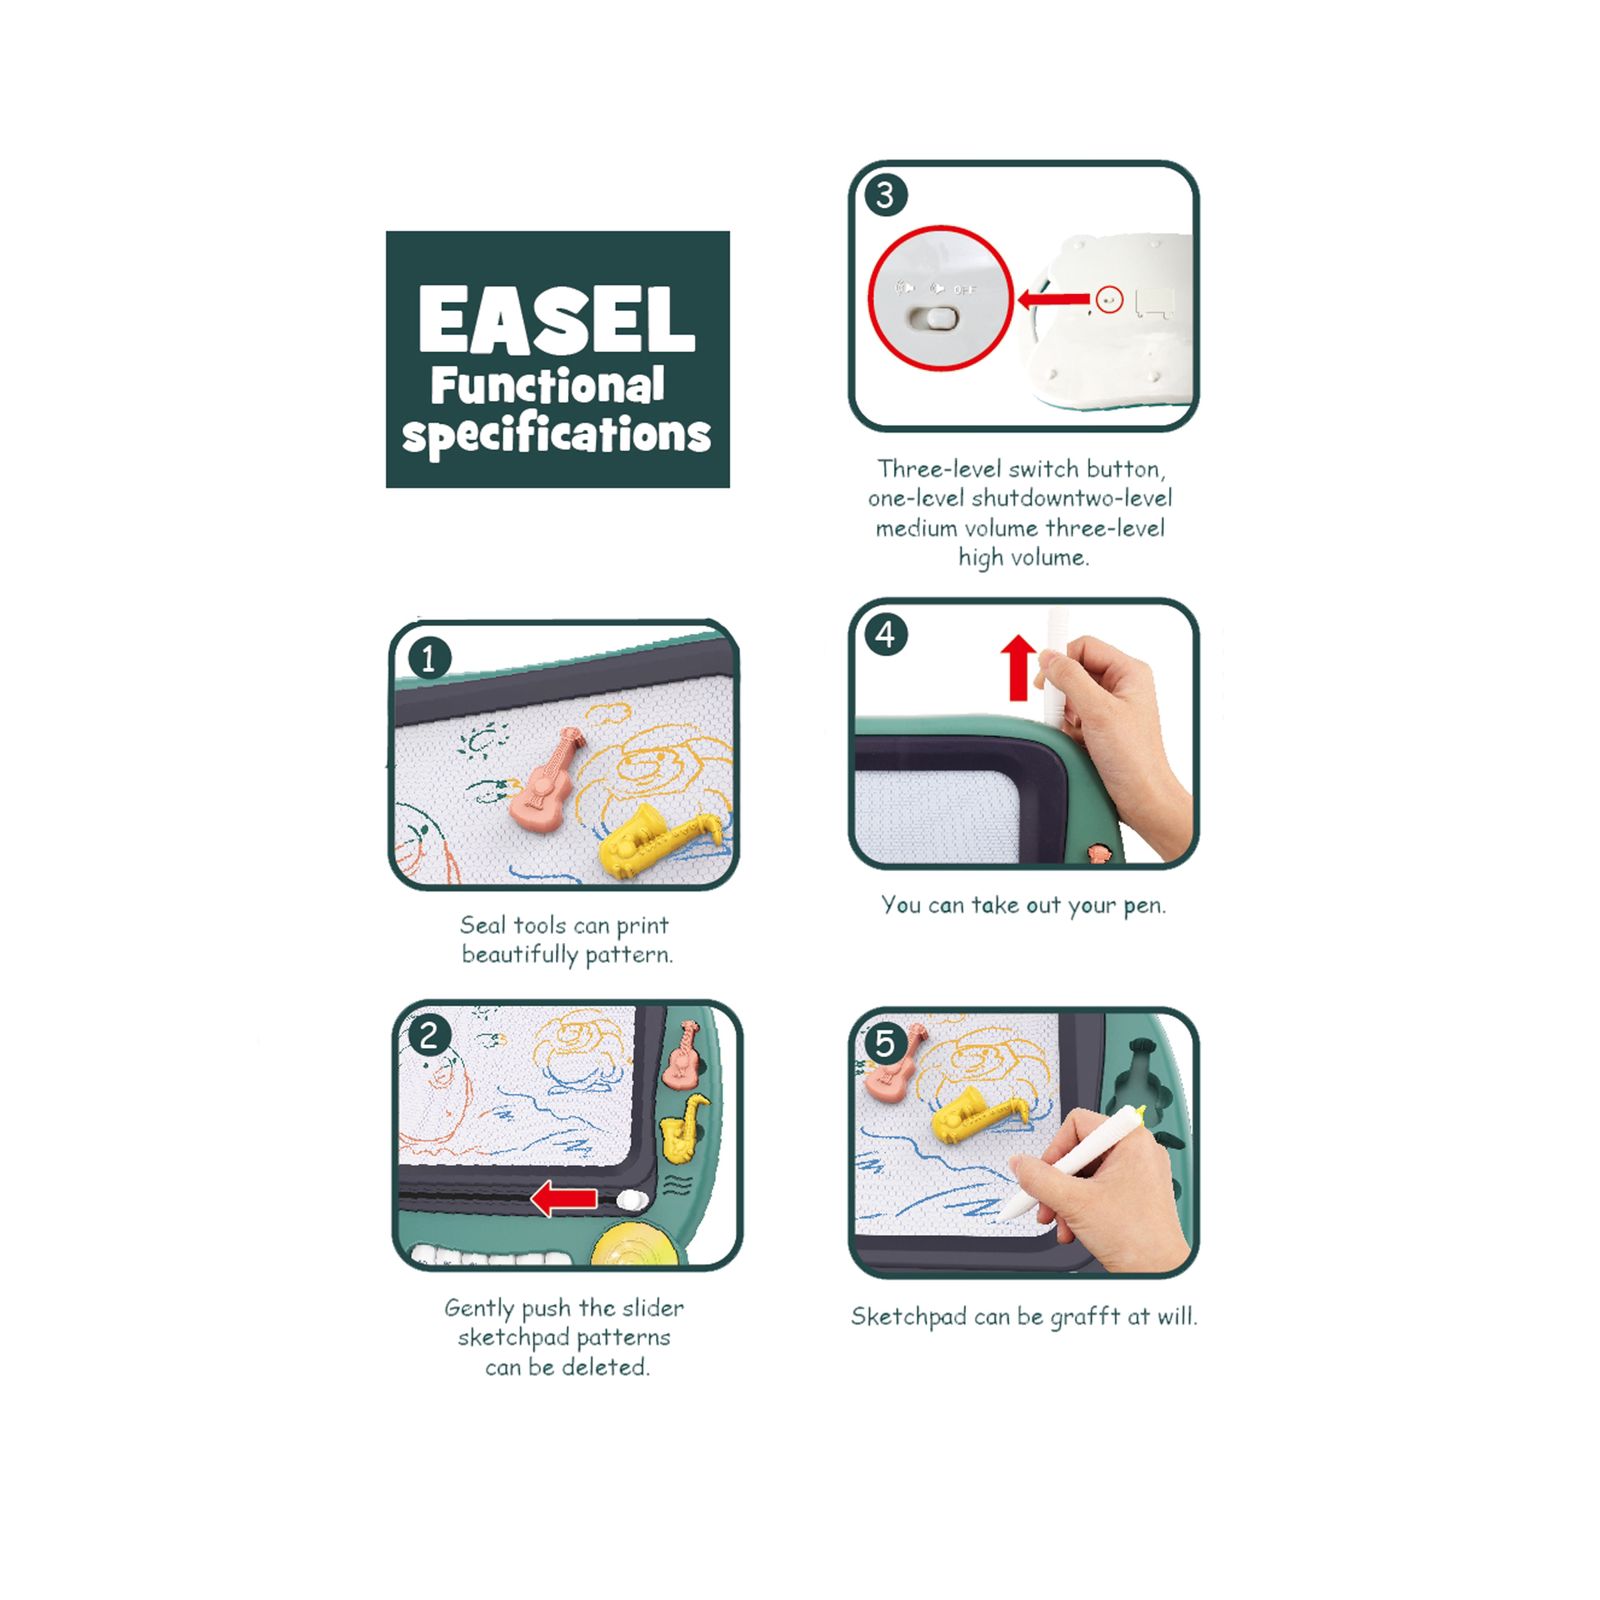 EASEL
Functional
specifications
1
Seal tools can print
beautifully pattern.
2
Gently push the slider
sketchpad patterns
can be deleted.
3
OFF
Three-level switch button,
one-level shutdowntwo-level
medium volume three-level
high volume.
4
You can take out your pen.
5
Sketchpad can be grafft at will.